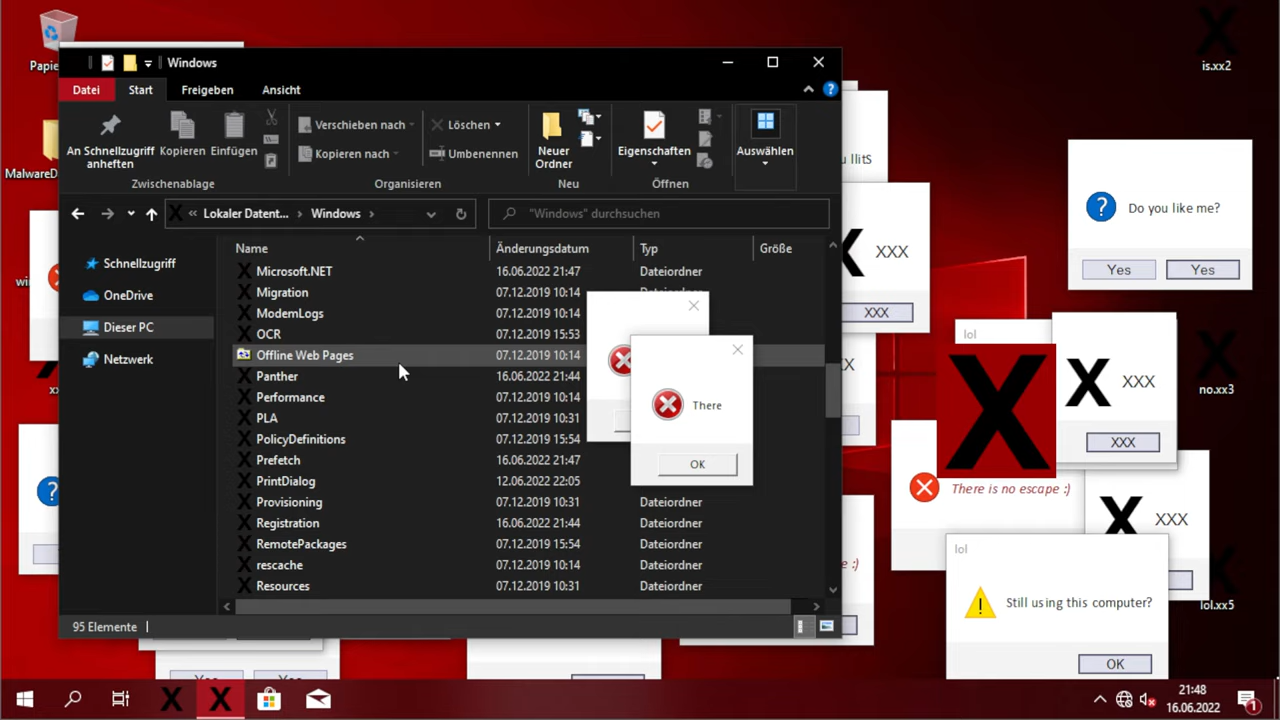 Papie
is.xx2
Windows
Datei Start Freigeben Ansicht
An Schnellzugriff
anheften
Kopieren
Einfügen
Verschieben nach
Kopieren nach
Löschen
Umbenennen
Neuer
Ordner
Eigenschaften
Auswählen
Zwischenablage
Organisieren
Neu
Öffnen
« Lokaler Datent... > Windows >
"Windows" durchsuchen
MalwareD
Name Änderungsdatum Typ Größe
Schnellzugriff
OneDrive
Dieser PC
Netzwerk
Microsoft.NET 16.06.2022 21:47 Dateiordner
Migration 07.12.2019 10:14 Dateiordner
ModemLogs 07.12.2019 10:14
OCR 07.12.2019 15:53
Offline Web Pages 07.12.2019 10:14
Panther 16.06.2022 21:44
Performance 07.12.2019 10:14
PLA 07.12.2019 10:31
PolicyDefinitions 07.12.2019 15:54
Prefetch 16.06.2022 21:47
PrintDialog 12.06.2022 22:05
Provisioning 07.12.2019 10:31 Dateiordner
Registration 16.06.2022 21:44 Dateiordner
RemotePackages 07.12.2019 15:54 Dateiordner
rescache 07.12.2019 10:14 Dateiordner
Resources 07.12.2019 10:31 Dateiordner
95 Elemente
There
OK
Do you like me?
Yes Yes
X XXX
XXX
lol
X
X XXX
XXX
no.xx3
There is no escape :)
X XXX
lol
Still using this computer?
OK
lol.xx5
e :)
Yes Yes
X X
21:48
16.06.2022
1